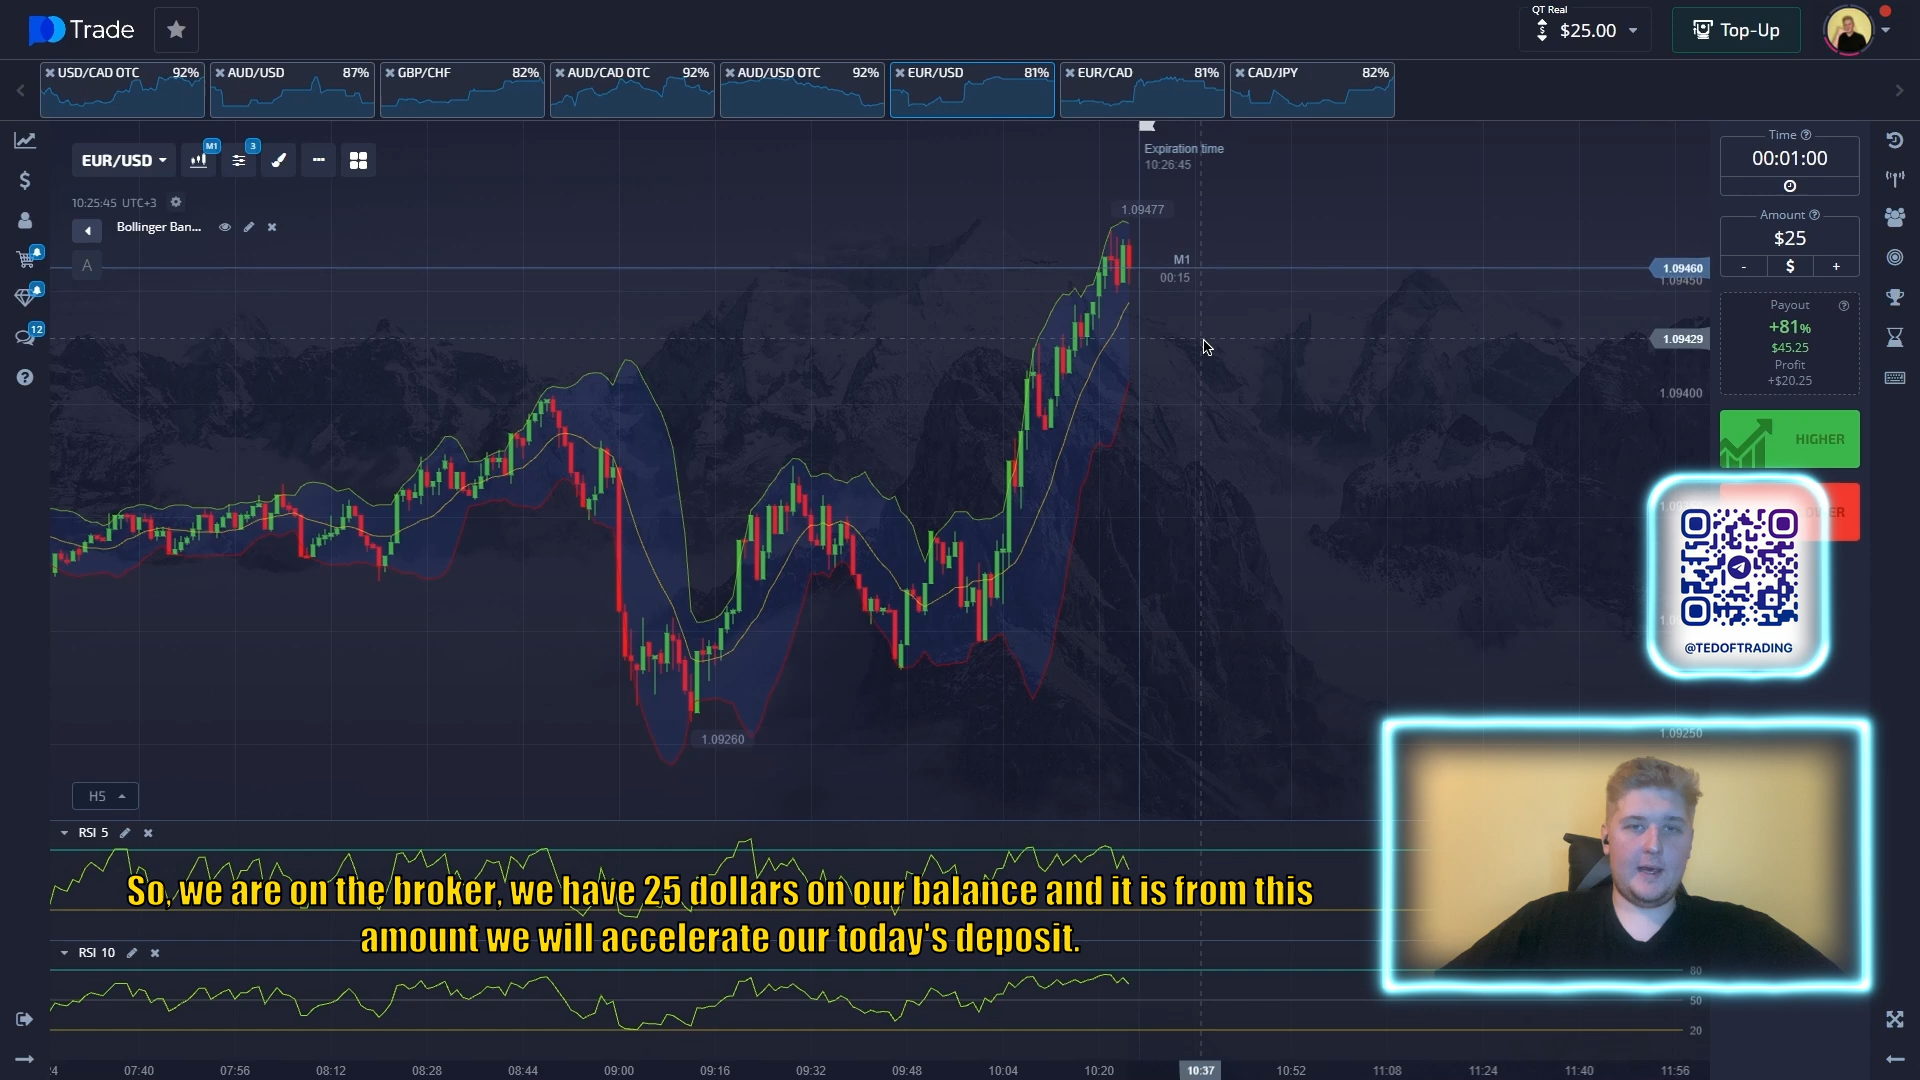 Trade
QT Real
$25.00
Top-Up
USD/CAD OTC 92%
AUD/USD 87%
GBP/CHF 82%
AUD/CAD OTC 92%
AUD/USD OTC 92%
EUR/USD 81%
EUR/CAD 81%
CAD/JPY 82%
EUR/USD
M1
3
10:25:45 UTC+3
Bollinger Ban...
A
Expiration time
10:26:45
1.09477
M1
00:15
1.09460
1.09450
1.09429
1.09400
1.09260
1.09250
Time
00:01:00
Amount
$25
- $ +
Payout
+81%
$45.25
Profit
+$20.25
HIGHER
@TEDOFTRADING
12
H5
RSI 5
So, we are on the broker, we have 25 dollars on our balance and it is from this
amount we will accelerate our today's deposit.
RSI 10
80
50
20
07:40 07:56 08:12 08:28 08:44 09:00 09:16 09:32 09:48 10:04 10:20 10:37 10:52 11:08 11:24 11:40 11:56